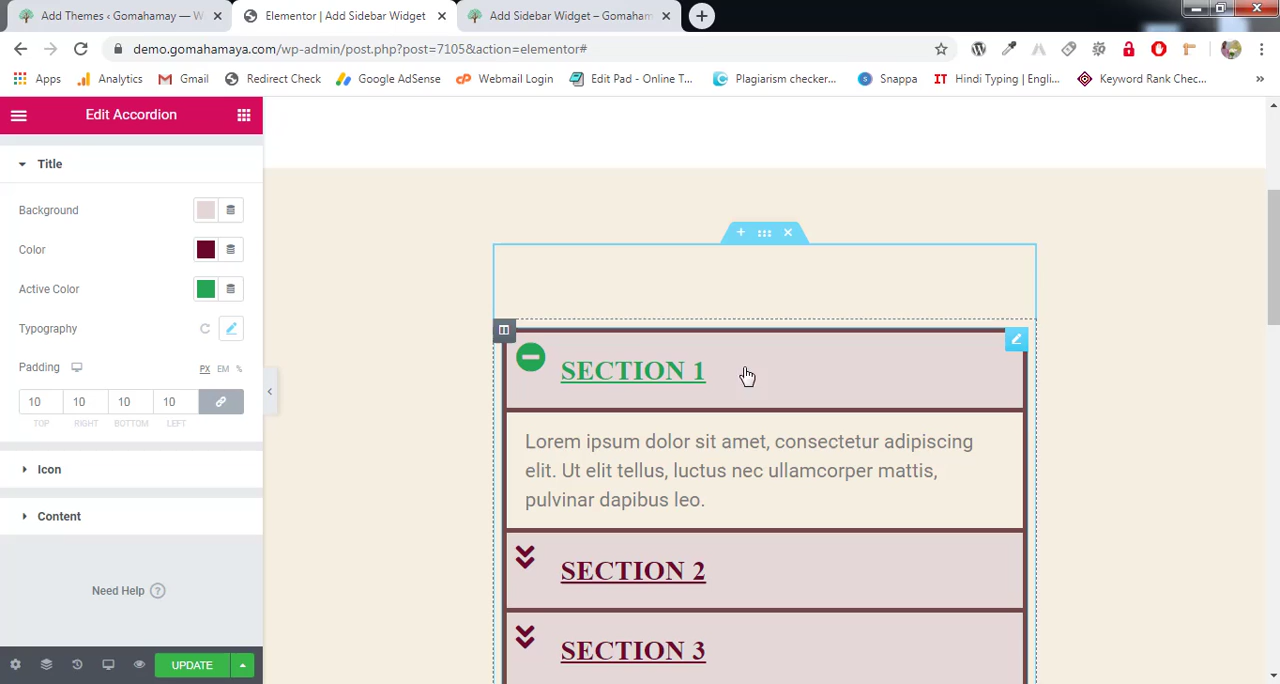 Add Themes ‹ Gomahamay — W
Elementor | Add Sidebar Widget
Add Sidebar Widget – Gomaham
demo.gomahamaya.com/wp-admin/post.php?post=7105&action=elementor#
Apps
Analytics
Gmail
Redirect Check
Google AdSense
Webmail Login
Edit Pad - Online T...
Plagiarism checker...
Snappa
Hindi Typing | Engli...
Keyword Rank Chec...
»
Edit Accordion
Title
Background
Color
Active Color
Typography
Padding
PX EM %
10 10 10 10
TOP RIGHT BOTTOM LEFT
Icon
Content
Need Help ?
UPDATE
SECTION 1
Lorem ipsum dolor sit amet, consectetur adipiscing
elit. Ut elit tellus, luctus nec ullamcorper mattis,
pulvinar dapibus leo.
SECTION 2
SECTION 3